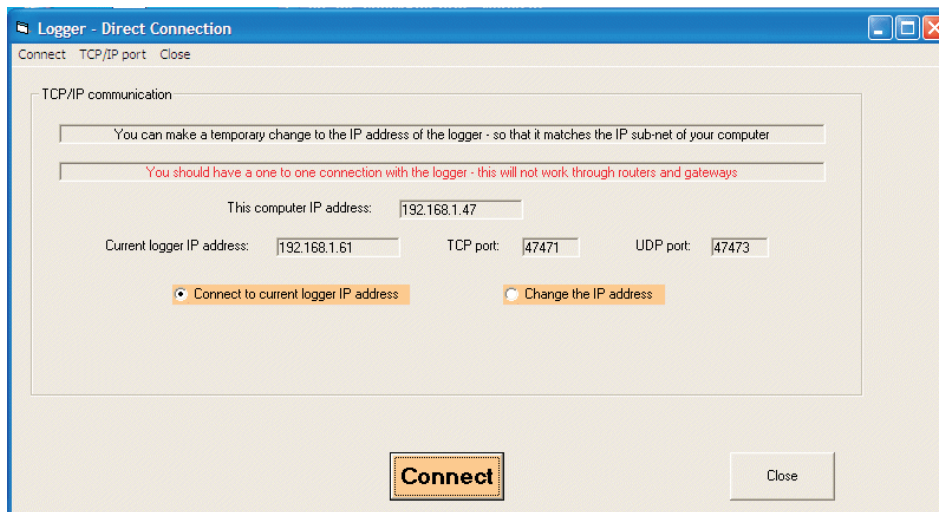 Logger - Direct Connection
Connect TCP/IP port Close
TCP/IP communication
You can make a temporary change to the IP address of the logger - so that it matches the IP sub-net of your computer
You should have a one to one connection with the logger - this will not work through routers and gateways
This computer IP address: 192.168.1.47
Current logger IP address: 192.168.1.61 TCP port: 47471 UDP port: 47473
Connect to current logger IP address Change the IP address
Connect Close